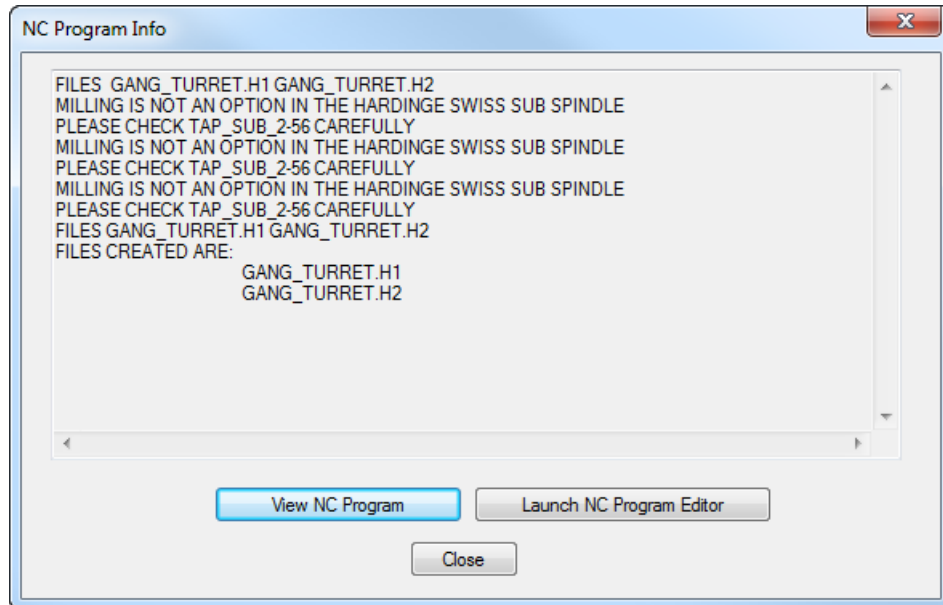 NC Program Info
FILES  GANG_TURRET.H1 GANG_TURRET.H2
MILLING IS NOT AN OPTION IN THE HARDINGE SWISS SUB SPINDLE
PLEASE CHECK TAP_SUB_2-56 CAREFULLY
MILLING IS NOT AN OPTION IN THE HARDINGE SWISS SUB SPINDLE
PLEASE CHECK TAP_SUB_2-56 CAREFULLY
MILLING IS NOT AN OPTION IN THE HARDINGE SWISS SUB SPINDLE
PLEASE CHECK TAP_SUB_2-56 CAREFULLY
FILES GANG_TURRET.H1 GANG_TURRET.H2
FILES CREATED ARE:
GANG_TURRET.H1
GANG_TURRET.H2
View NC Program
Launch NC Program Editor
Close